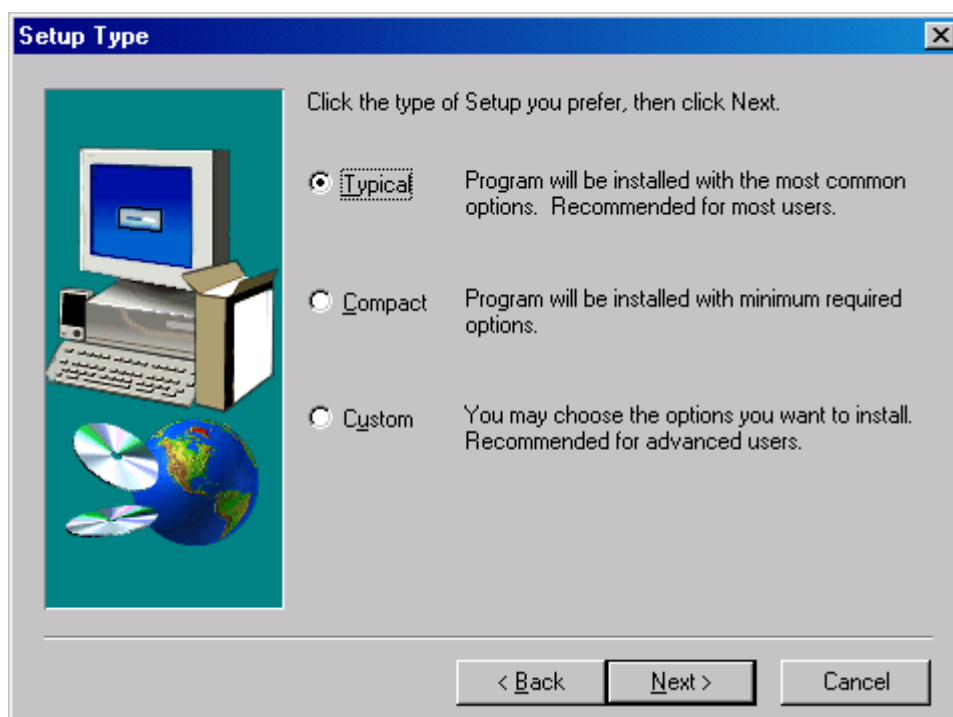 Setup Type
Click the type of Setup you prefer, then click Next.
Typical
Program will be installed with the most common
options.  Recommended for most users.
Compact
Program will be installed with minimum required
options.
Custom
You may choose the options you want to install.
Recommended for advanced users.
< Back
Next >
Cancel